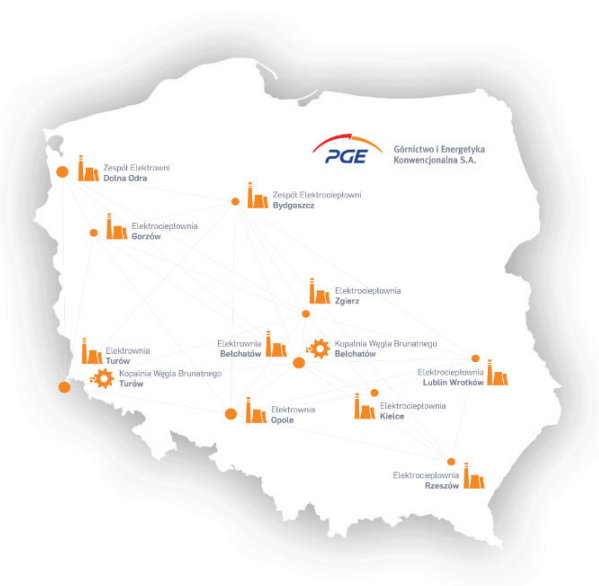 PGE
Górnictwo i Energetyka
Konwencjonalna S.A.
Zespół Elektrowni
Dolna Odra
Zespół Elektrociepłowni
Bydgoszcz
Elektrociepłownia
Gorzów
Elektrociepłownia
Zgierz
Elektrownia
Turów
Kopalnia Węgla Brunatnego
Turów
Elektrownia
Bełchatów
Kopalnia Węgla Brunatnego
Bełchatów
Elektrociepłownia
Lublin Wrotków
Elektrownia
Opole
Elektrociepłownia
Kielce
Elektrociepłownia
Rzeszów